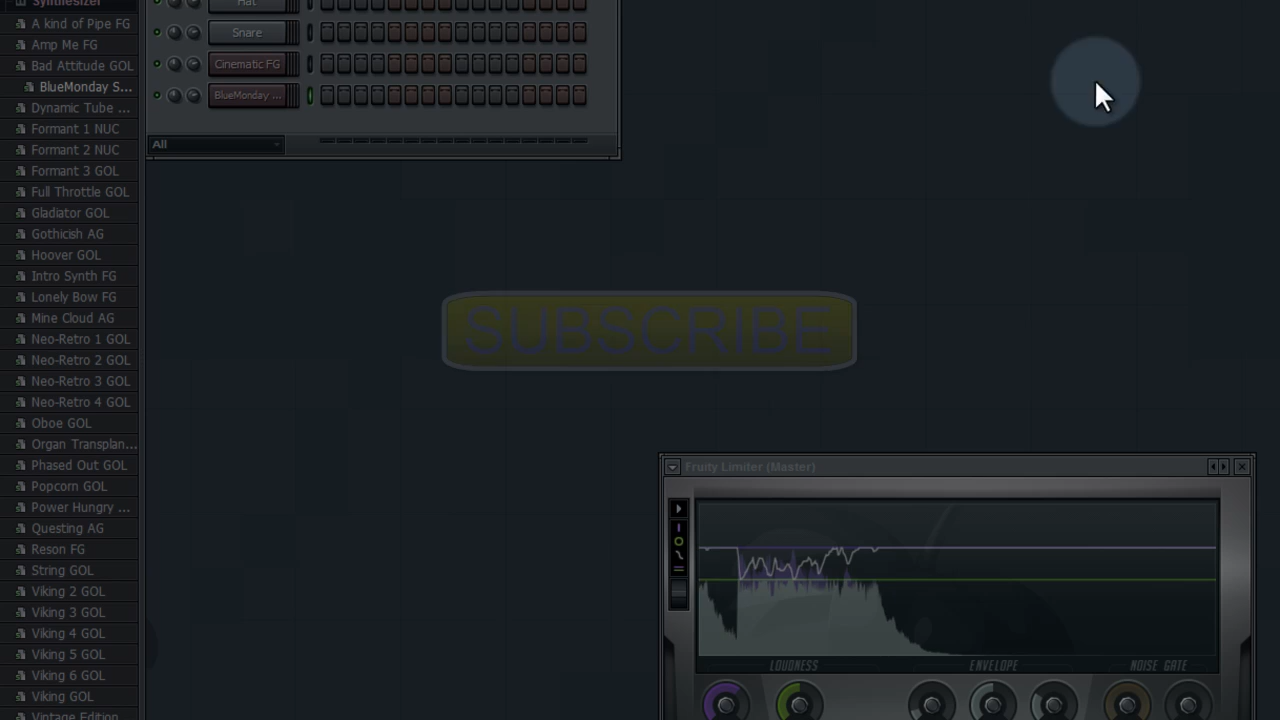 Synthesizer
A kind of Pipe FG
Amp Me FG
Bad Attitude GOL
BlueMonday S...
Dynamic Tube ...
Formant 1 NUC
Formant 2 NUC
Formant 3 GOL
Full Throttle GOL
Gladiator GOL
Gothicish AG
Hoover GOL
Intro Synth FG
Lonely Bow FG
Mine Cloud AG
Neo-Retro 1 GOL
Neo-Retro 2 GOL
Neo-Retro 3 GOL
Neo-Retro 4 GOL
Oboe GOL
Organ Transplan...
Phased Out GOL
Popcorn GOL
Power Hungry ...
Questing AG
Reson FG
String GOL
Viking 2 GOL
Viking 3 GOL
Viking 4 GOL
Viking 5 GOL
Viking 6 GOL
Viking GOL
Vintage Edition
Hat
Snare
Cinematic FG
BlueMonday ...
All
SUBSCRIBE
Fruity Limiter (Master)
LOUDNESS
ENVELOPE
NOISE GATE